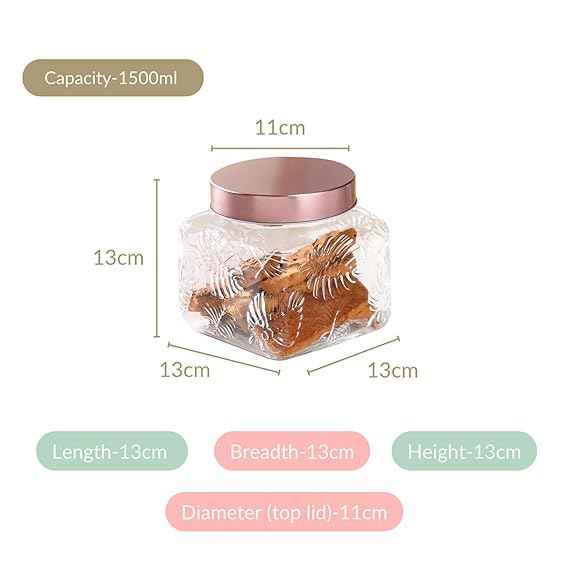 Capacity-1500ml
11cm
13cm
13cm
13cm
Length-13cm
Breadth-13cm
Height-13cm
Diameter (top lid)-11cm